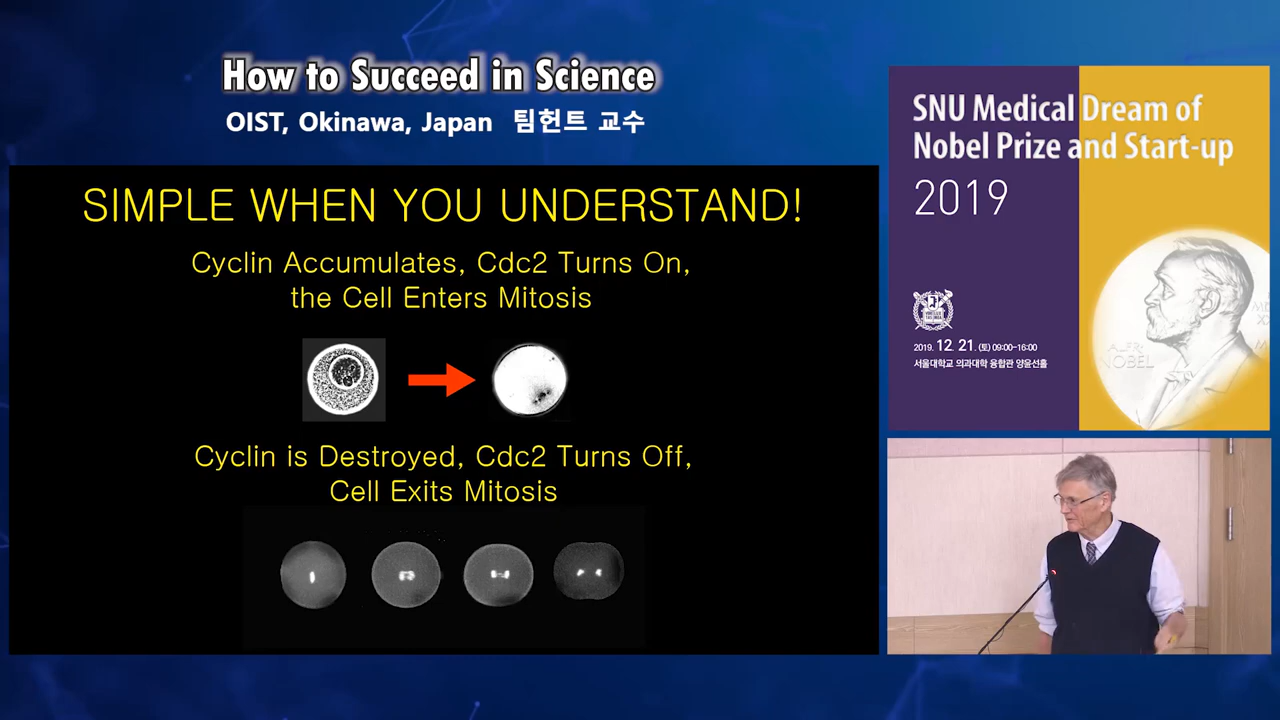 How to Succeed in Science
OIST, Okinawa, Japan 팀헌트 교수
SIMPLE WHEN YOU UNDERSTAND!
Cyclin Accumulates, Cdc2 Turns On,
the Cell Enters Mitosis
Cyclin is Destroyed, Cdc2 Turns Off,
Cell Exits Mitosis
SNU Medical Dream of
Nobel Prize and Start-up
2019
2019. 12. 21. (토) 09:00-16:00
서울대학교 의과대학 융합관 양윤선홀
ALFR
NOBEL